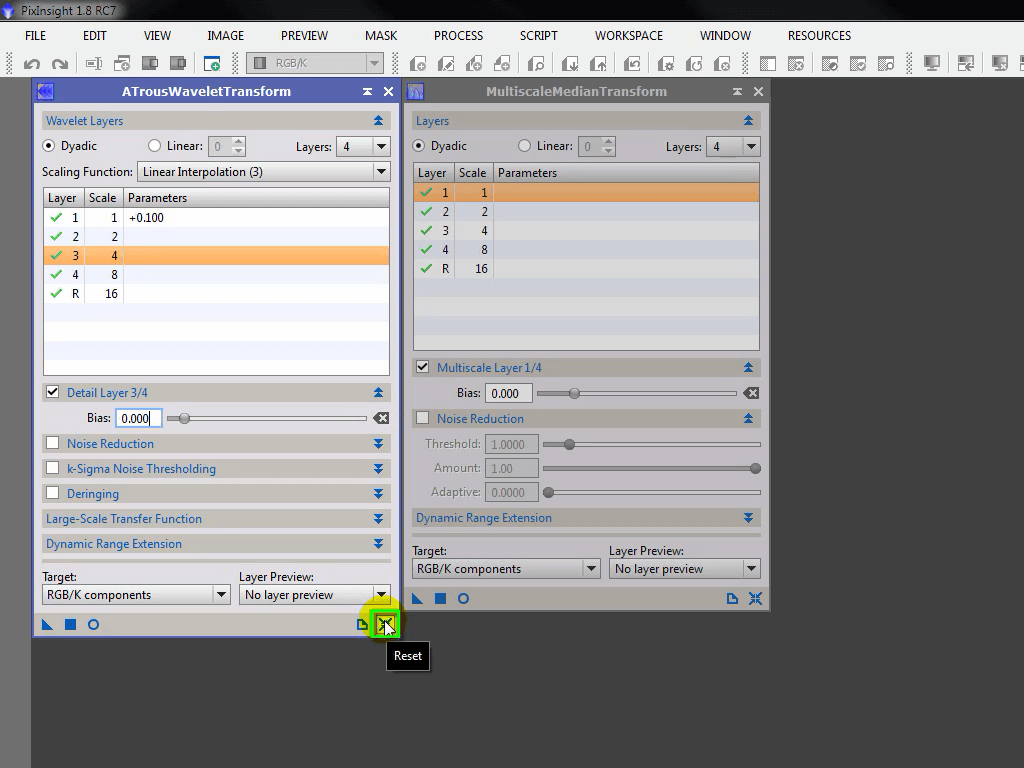 PixInsight 1.8 RC7
FILE EDIT VIEW IMAGE PREVIEW MASK PROCESS SCRIPT WORKSPACE WINDOW RESOURCES
RGB/K
ATrousWaveletTransform
Wavelet Layers
Dyadic Linear: 0 Layers: 4
Scaling Function: Linear Interpolation (3)
Layer Scale Parameters
1 1 +0.100
2 2
3 4
4 8
R 16
Detail Layer 3/4
Bias: 0.000
Noise Reduction
k-Sigma Noise Thresholding
Deringing
Large-Scale Transfer Function
Dynamic Range Extension
Target: Layer Preview:
RGB/K components No layer preview
Reset
MultiscaleMedianTransform
Layers
Dyadic Linear: 0 Layers: 4
Layer Scale Parameters
1 1
2 2
3 4
4 8
R 16
Multiscale Layer 1/4
Bias: 0.000
Noise Reduction
Threshold: 1.0000
Amount: 1.00
Adaptive: 0.0000
Dynamic Range Extension
Target: Layer Preview:
RGB/K components No layer preview